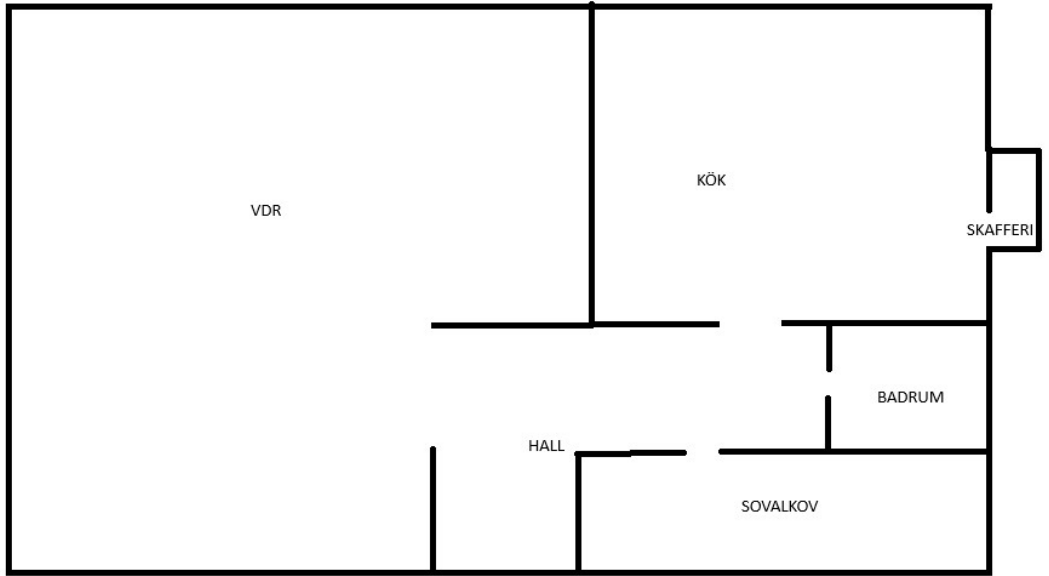 KÖK
VDR
SKAFFERI
BADRUM
HALL
SOVALKOV